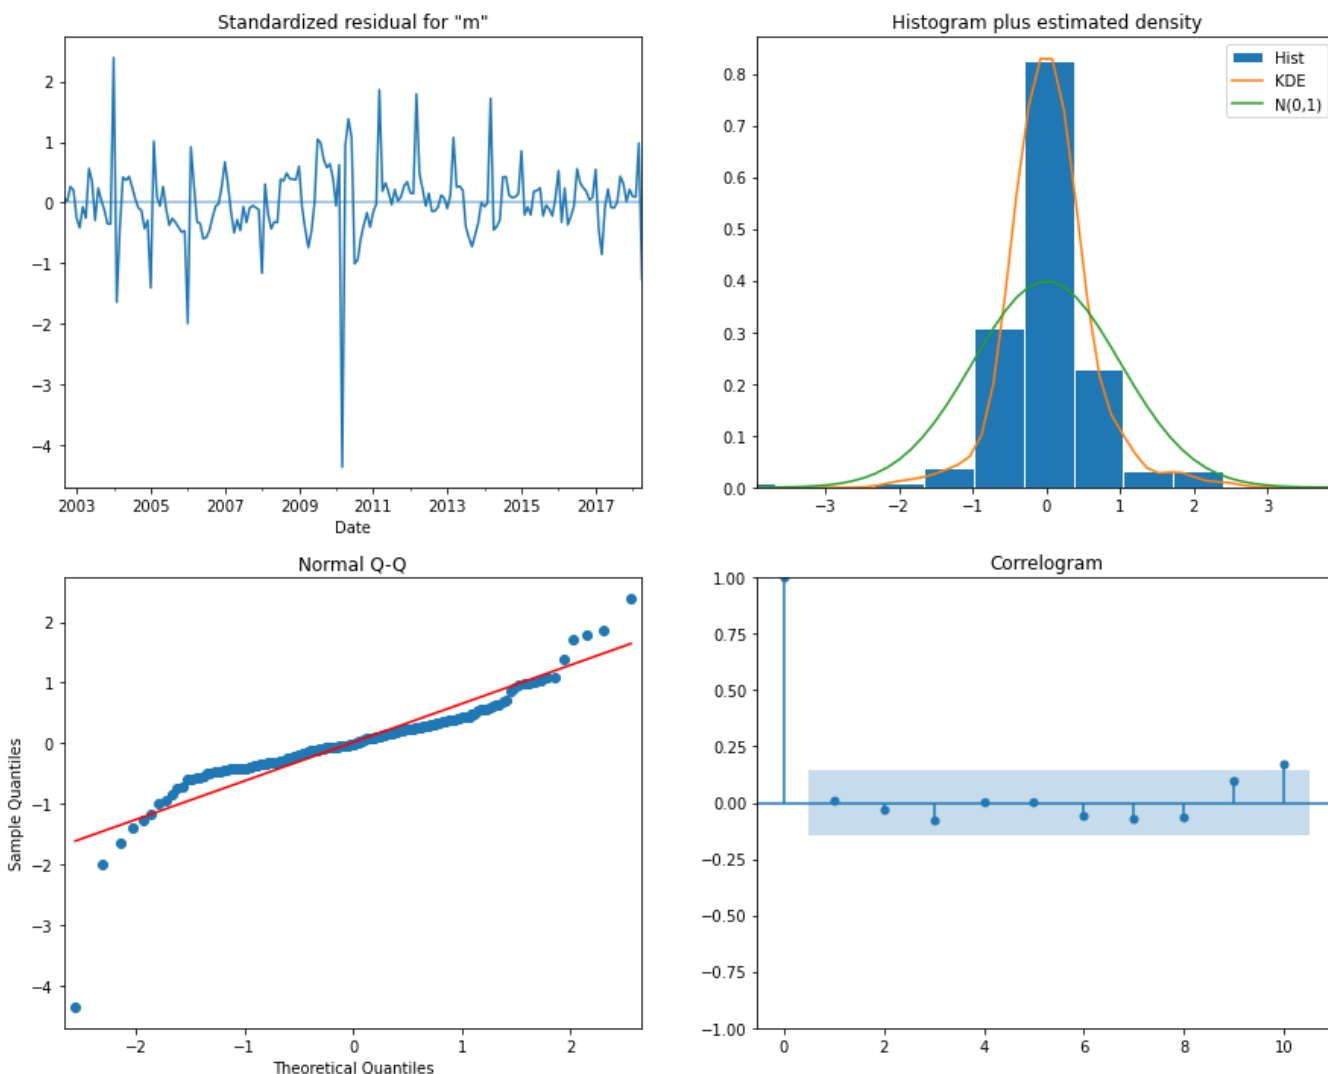 Standardized residual for "m"
2
1
0
−1
−2
−3
−4
2003 2005 2007 2009 2011 2013 2015 2017
Date
Histogram plus estimated density
Hist
KDE
N(0,1)
0.8
0.7
0.6
0.5
0.4
0.3
0.2
0.1
0.0
−3 −2 −1 0 1 2 3
Normal Q-Q
Sample Quantiles
2
1
0
−1
−2
−3
−4
−2 −1 0 1 2
Theoretical Quantiles
Correlogram
1.00
0.75
0.50
0.25
0.00
−0.25
−0.50
−0.75
−1.00
0 2 4 6 8 10